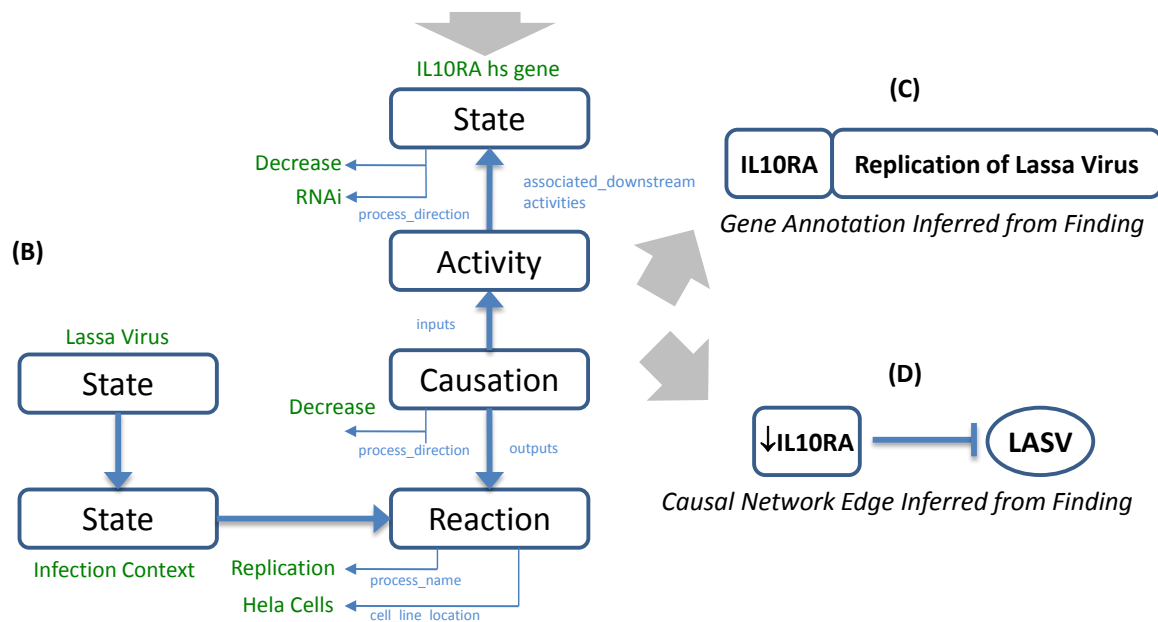 IL10RA hs gene
State
Decrease
RNAi
process_direction
associated_downstream
activities
(B)
Activity
inputs
Lassa Virus
State
Causation
Decrease
process_direction
outputs
State
Infection Context
Reaction
Replication
process_name
Hela Cells
cell_line_location
(C)
IL10RA
Replication of Lassa Virus
Gene Annotation Inferred from Finding
(D)
↓IL10RA
LASV
Causal Network Edge Inferred from Finding